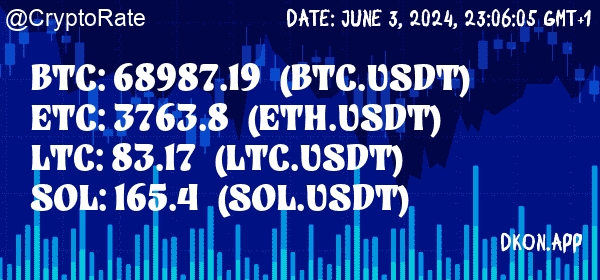 @CryptoRate
DATE: JUNE 3, 2024, 23:06:05 GMT+1
BTC: 68987.19 (BTC.USDT)
ETC: 3763.8 (ETH.USDT)
LTC: 83.17 (LTC.USDT)
SOL: 165.4 (SOL.USDT)
DKON.APP